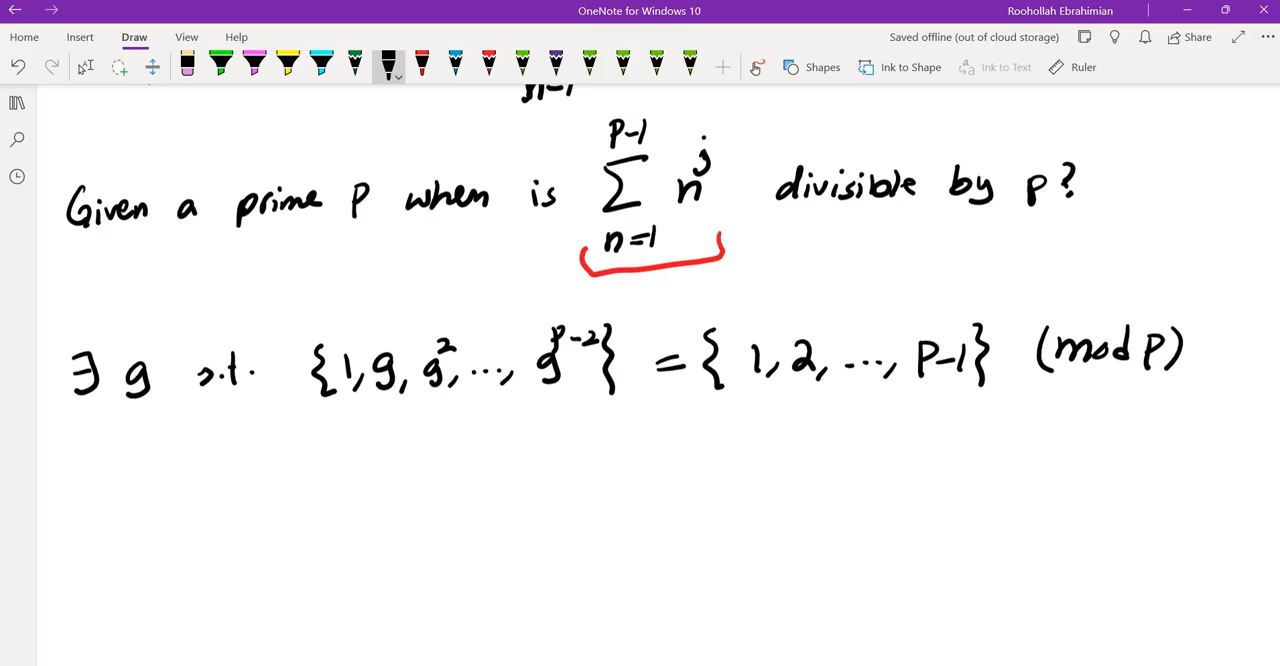 OneNote for Windows 10
Roohollah Ebrahimian
Home Insert Draw View Help
Saved offline (out of cloud storage)
Share
Shapes Ink to Shape Ink to Text Ruler
Given a prime P when is \sum_{n=1}^{P-1} n^j divisible by p?
∃ g s.t. {1, g, g², ..., g^{p-2}} = {1, 2, ..., P-1} (mod P)